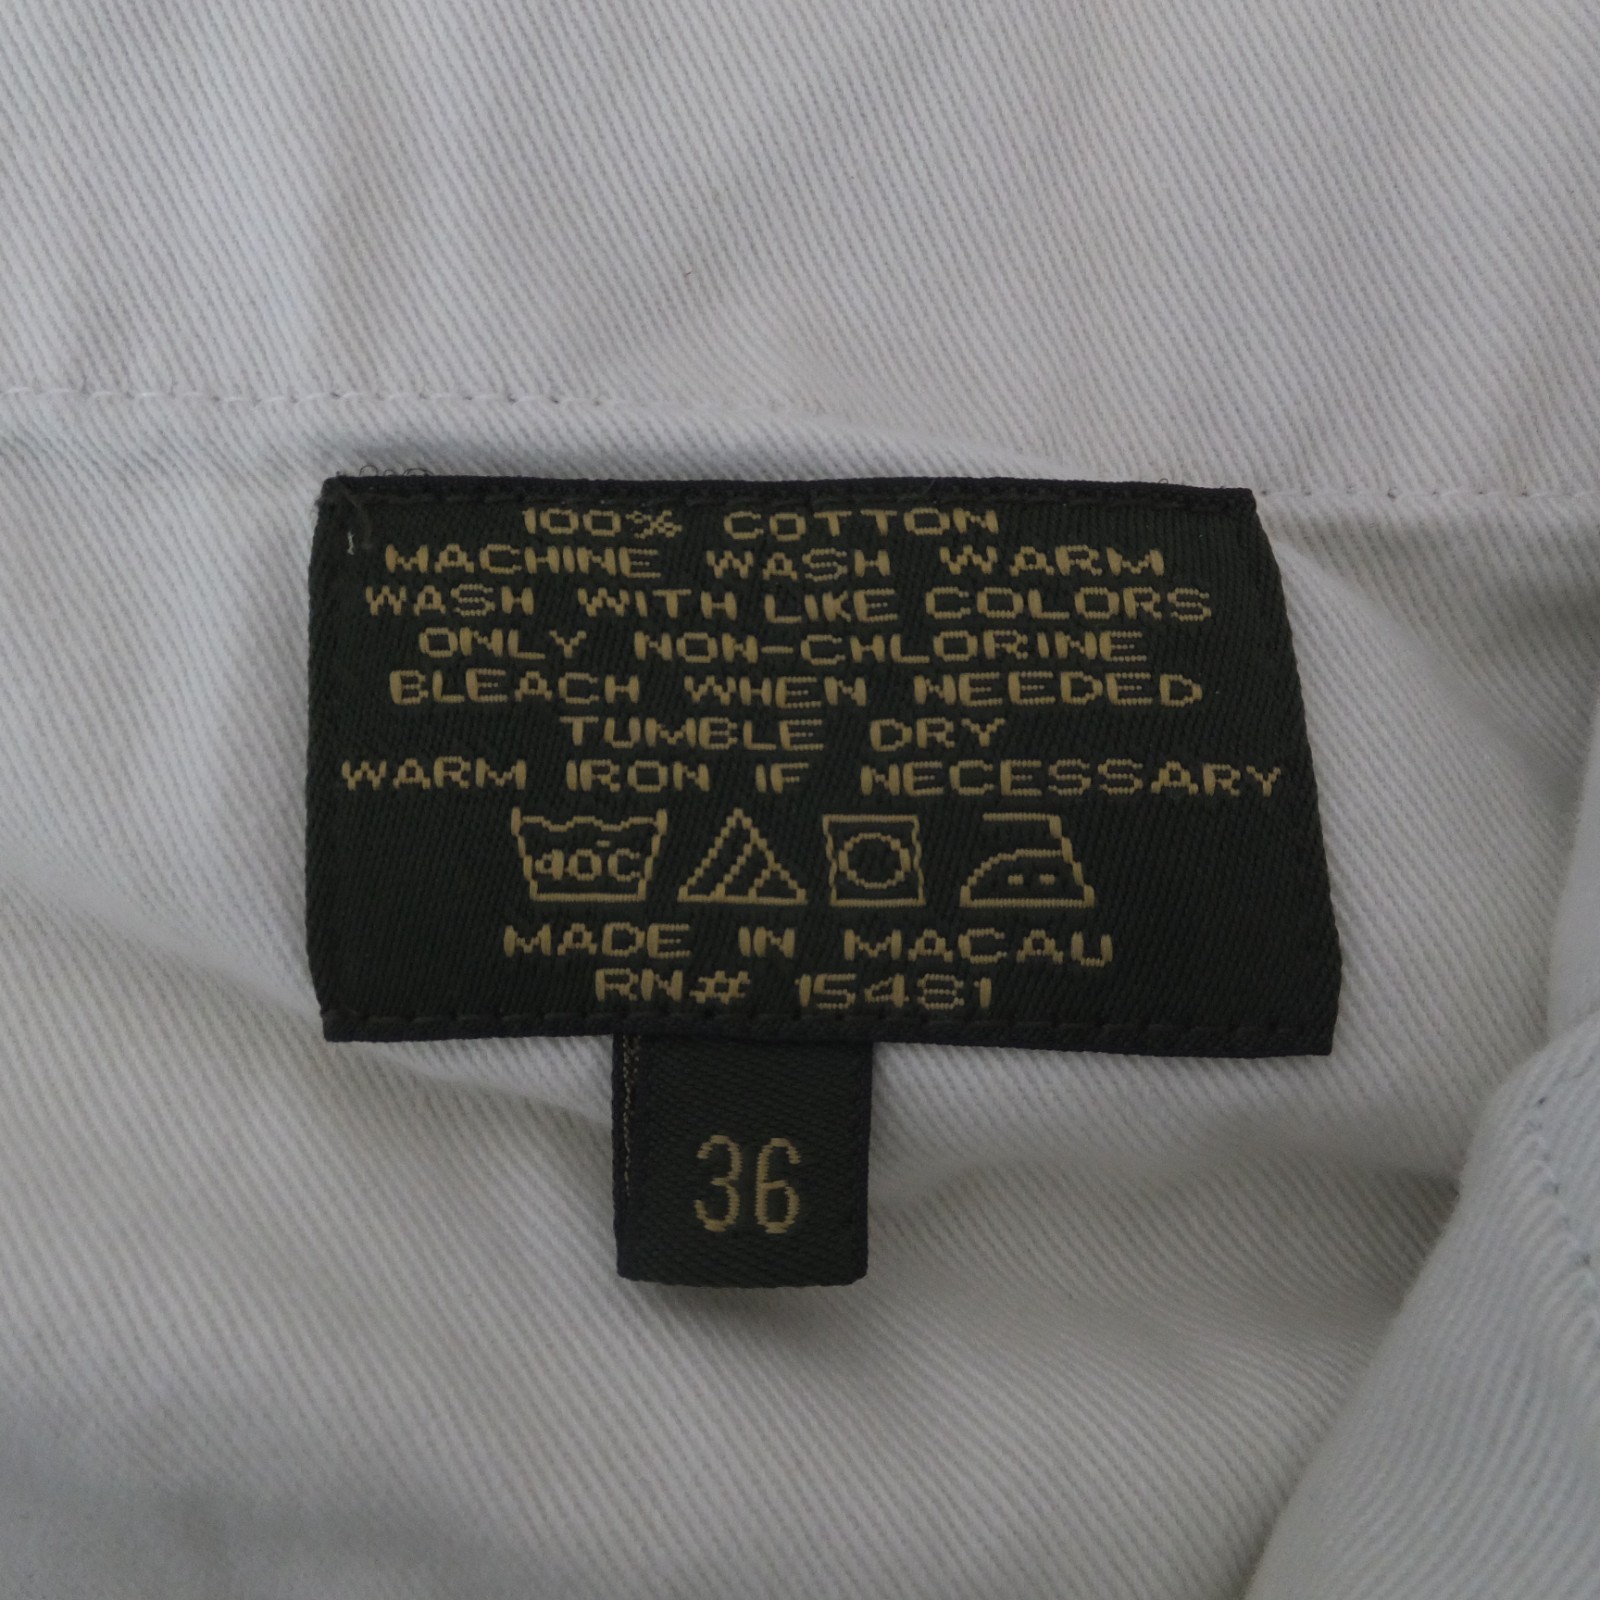 100% COTTON
MACHINE WASH WARM
WASH WITH LIKE COLORS
ONLY NON-CHLORINE
BLEACH WHEN NEEDED
TUMBLE DRY
WARM IRON IF NECESSARY
40C
MADE IN MACAU
RN# 15481
36